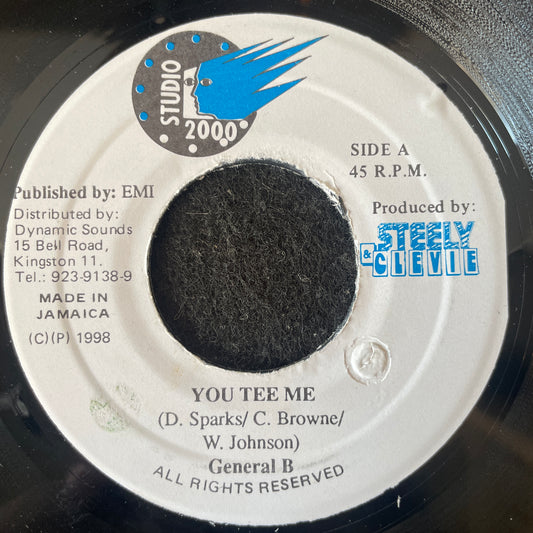 STUDIO
2000
SIDE A
45 R.P.M.
Published by: EMI
Distributed by:
Dynamic Sounds
15 Bell Road,
Kingston 11.
Tel.: 923-9138-9
MADE IN
JAMAICA
(C)(P) 1998
Produced by:
STEELY
& CLEVIE
YOU TEE ME
(D. Sparks/ C. Browne/
W. Johnson)
General B
ALL RIGHTS RESERVED